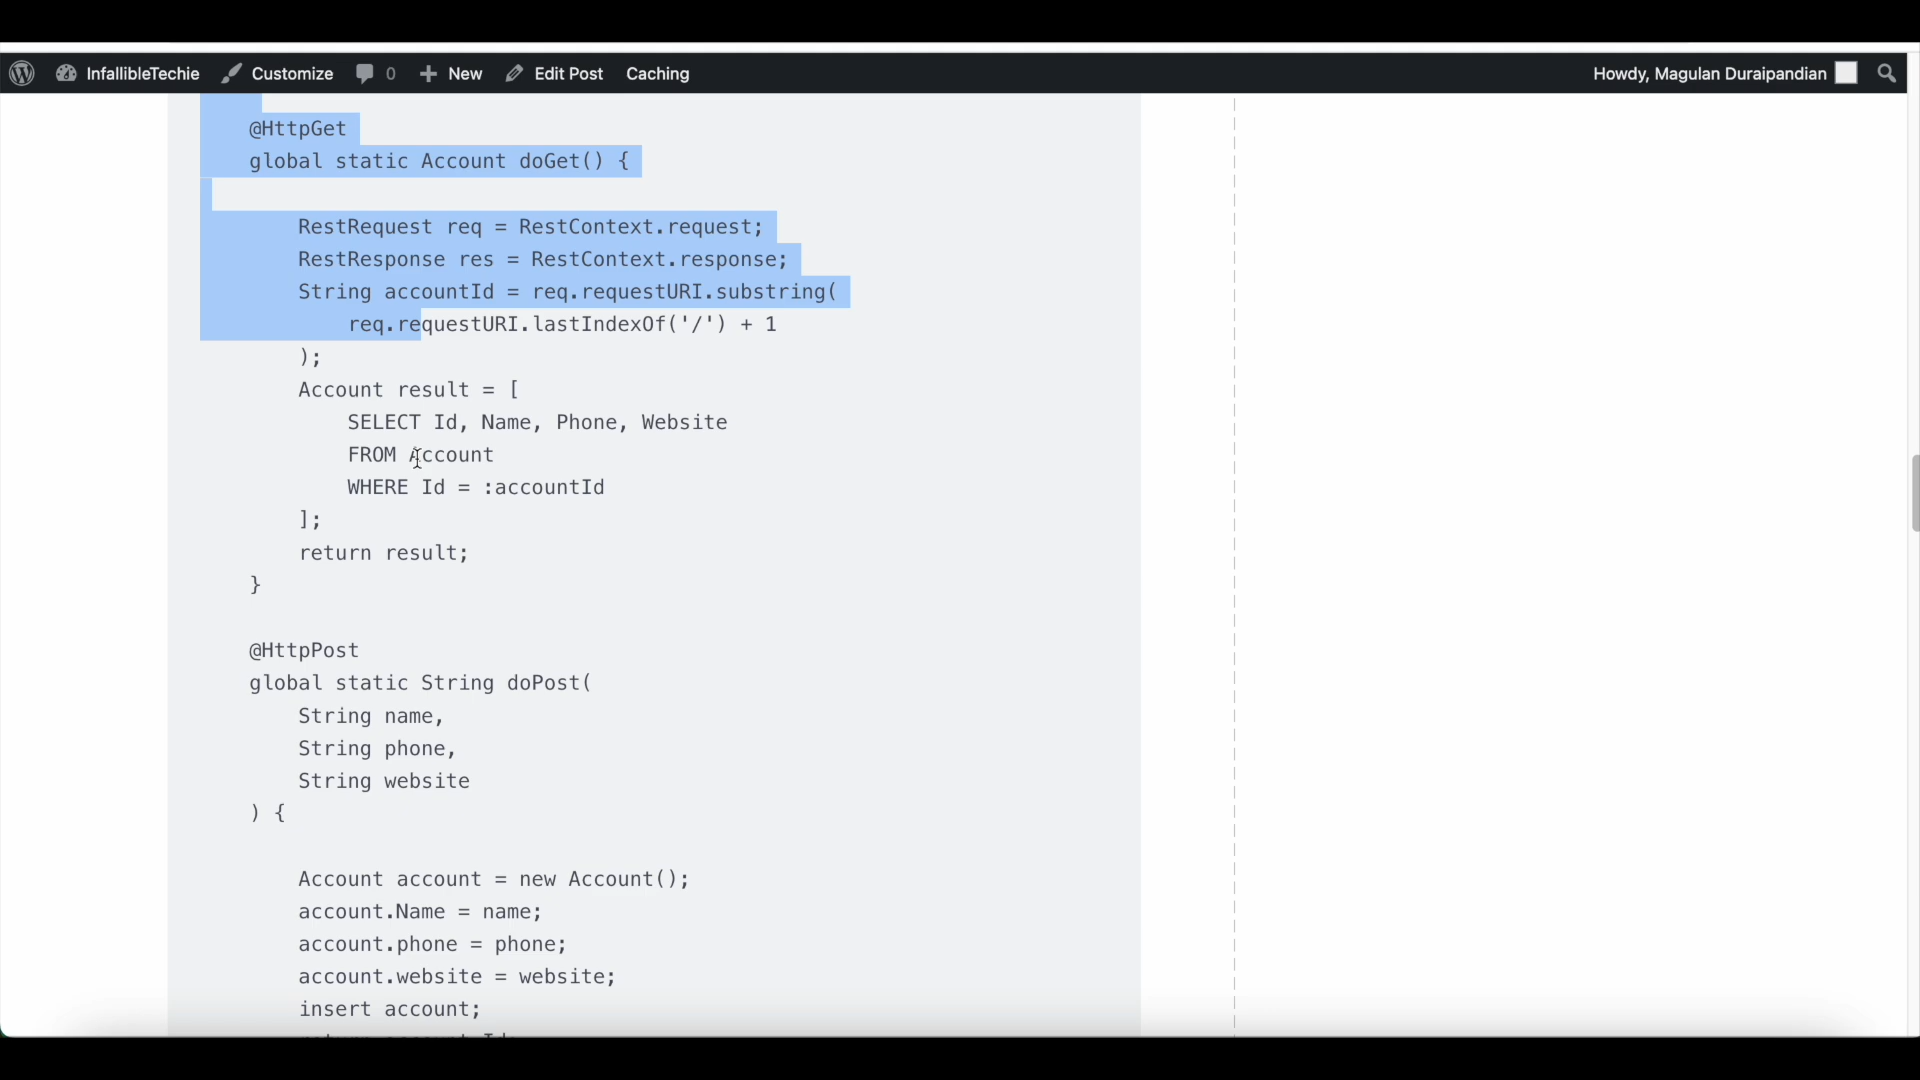 InfallibleTechie Customize 0 New Edit Post Caching Howdy, Magulan Duraipandian
@HttpGet
global static Account doGet() {
RestRequest req = RestContext.request;
RestResponse res = RestContext.response;
String accountId = req.requestURI.substring(
req.requestURI.lastIndexOf('/') + 1
);
Account result = [
SELECT Id, Name, Phone, Website
FROM Account
WHERE Id = :accountId
];
return result;
}
@HttpPost
global static String doPost(
String name,
String phone,
String website
) {
Account account = new Account();
account.Name = name;
account.phone = phone;
account.website = website;
insert account;